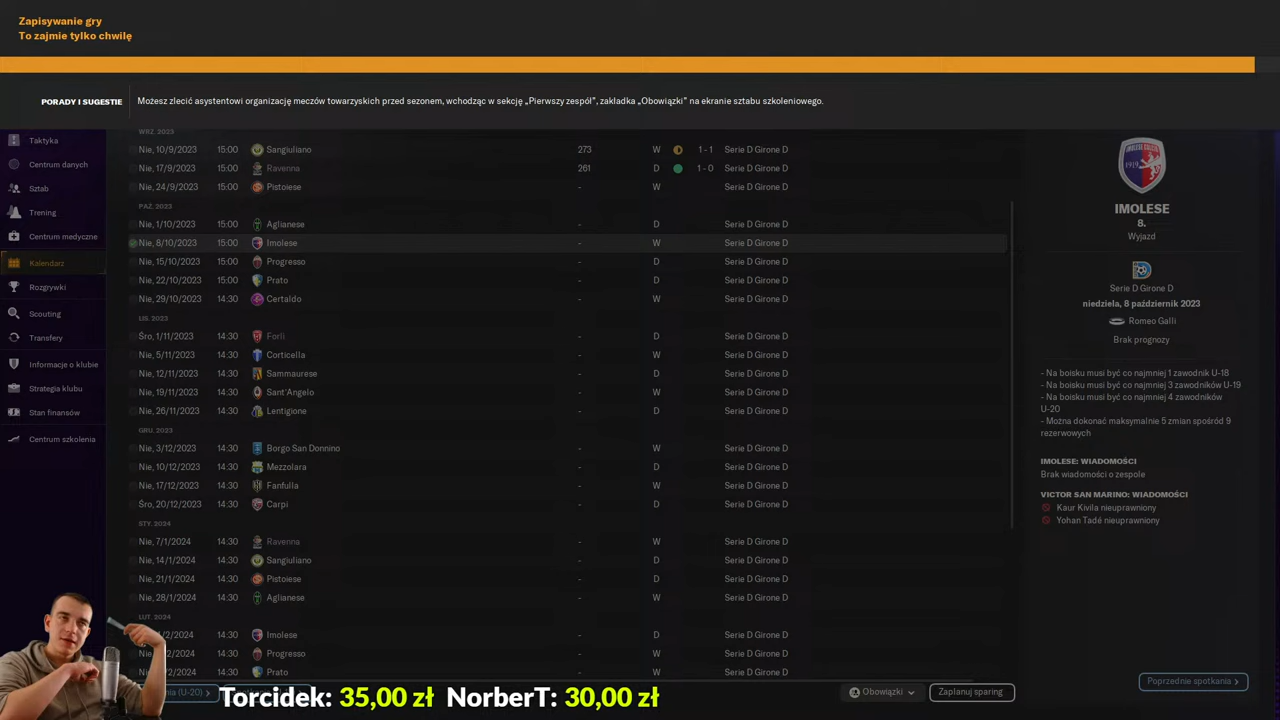 Zapisywanie gry
To zajmie tylko chwilę
PORADY I SUGESTIE Możesz zlecić asystentowi organizację meczów towarzyskich przed sezonem, wchodząc w sekcję „Pierwszy zespół", zakładka „Obowiązki" na ekranie sztabu szkoleniowego.
Taktyka
Centrum danych
Sztab
Trening
Centrum medyczne
Kalendarz
Rozgrywki
Scouting
Transfery
Informacje o klubie
Strategia klubu
Stan finansów
Centrum szkolenia
WRZ. 2023
Nie, 10/9/2023 15:00 Sangiuliano 273 W 1 - 1 Serie D Girone D
Nie, 17/9/2023 15:00 Ravenna 261 D 1 - 0 Serie D Girone D
Nie, 24/9/2023 15:00 Pistoiese - W Serie D Girone D
PAŹ. 2023
Nie, 1/10/2023 15:00 Aglianese - D Serie D Girone D
Nie, 8/10/2023 15:00 Imolese - W Serie D Girone D
Nie, 15/10/2023 15:00 Progresso - D Serie D Girone D
Nie, 22/10/2023 15:00 Prato - D Serie D Girone D
Nie, 29/10/2023 14:30 Certaldo - W Serie D Girone D
LIS. 2023
Śro, 1/11/2023 14:30 Forlì - D Serie D Girone D
Nie, 5/11/2023 14:30 Corticella - W Serie D Girone D
Nie, 12/11/2023 14:30 Sammaurese - D Serie D Girone D
Nie, 19/11/2023 14:30 Sant'Angelo - W Serie D Girone D
Nie, 26/11/2023 14:30 Lentigione - D Serie D Girone D
GRU. 2023
Nie, 3/12/2023 14:30 Borgo San Donnino - W Serie D Girone D
Nie, 10/12/2023 14:30 Mezzolara - D Serie D Girone D
Nie, 17/12/2023 14:30 Fanfulla - W Serie D Girone D
Śro, 20/12/2023 14:30 Carpi - D Serie D Girone D
STY. 2024
Nie, 7/1/2024 14:30 Ravenna - W Serie D Girone D
Nie, 14/1/2024 14:30 Sangiuliano - D Serie D Girone D
Nie, 21/1/2024 14:30 Pistoiese - D Serie D Girone D
Nie, 28/1/2024 14:30 Aglianese - W Serie D Girone D
LUT. 2024
/2/2024 14:30 Imolese - D Serie D Girone D
/2/2024 14:30 Progresso - W Serie D Girone D
/2/2024 14:30 Prato - W Serie D Girone D
(U-20)
Torcidek: 35,00 zł NorberT: 30,00 zł
Obowiązki
Zaplanuj sparing
IMOLESE CALCIO
1919
IMOLESE
8.
Wyjazd
Serie D Girone D
niedziela, 8 październik 2023
Romeo Galli
Brak prognozy
- Na boisku musi być co najmniej 1 zawodnik U-18
- Na boisku musi być co najmniej 3 zawodników U-19
- Na boisku musi być co najmniej 4 zawodników
U-20
- Można dokonać maksymalnie 5 zmian spośród 9
rezerwowych
IMOLESE: WIADOMOŚCI
Brak wiadomości o zespole
VICTOR SAN MARINO: WIADOMOŚCI
Kaur Kivila nieuprawniony
Yohan Tadé nieuprawniony
Poprzednie spotkania